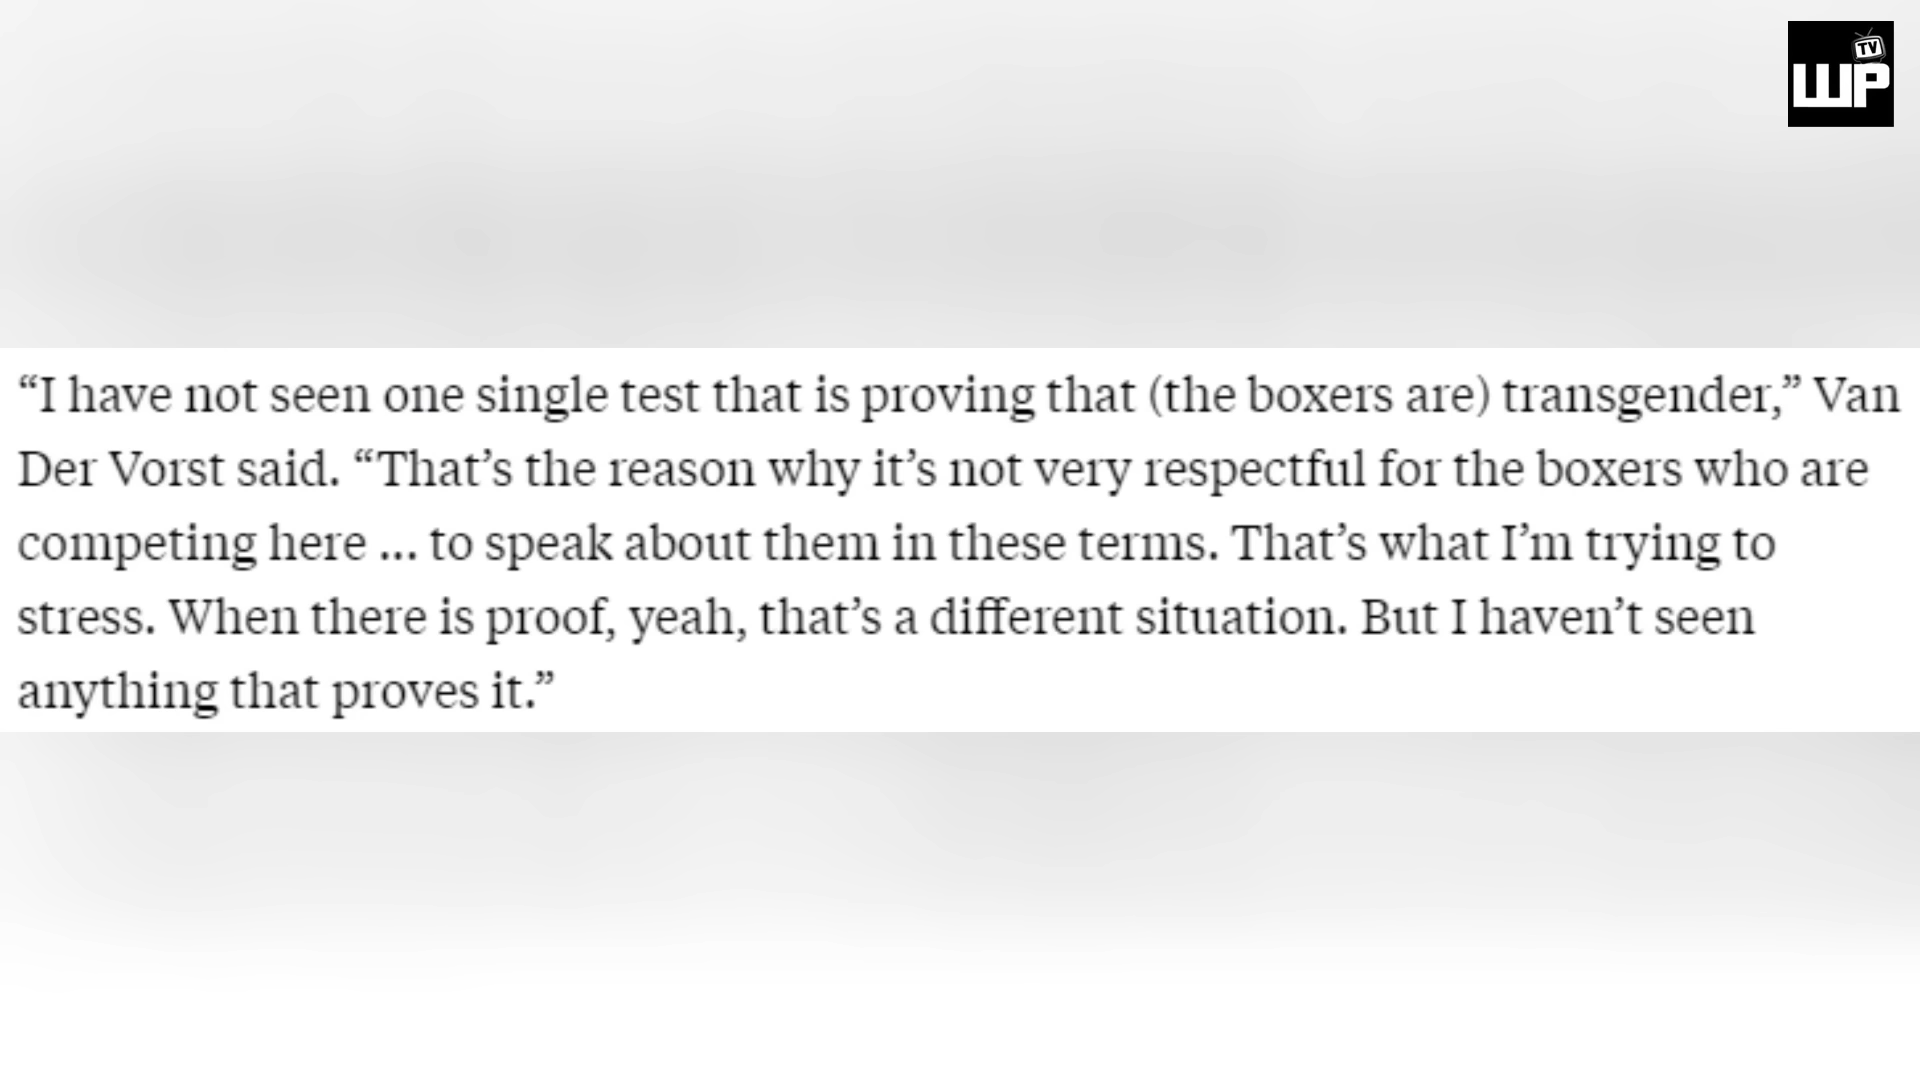 TV
WP
“I have not seen one single test that is proving that (the boxers are) transgender,” Van
Der Vorst said. “That’s the reason why it’s not very respectful for the boxers who are
competing here ... to speak about them in these terms. That’s what I’m trying to
stress. When there is proof, yeah, that’s a different situation. But I haven’t seen
anything that proves it.”